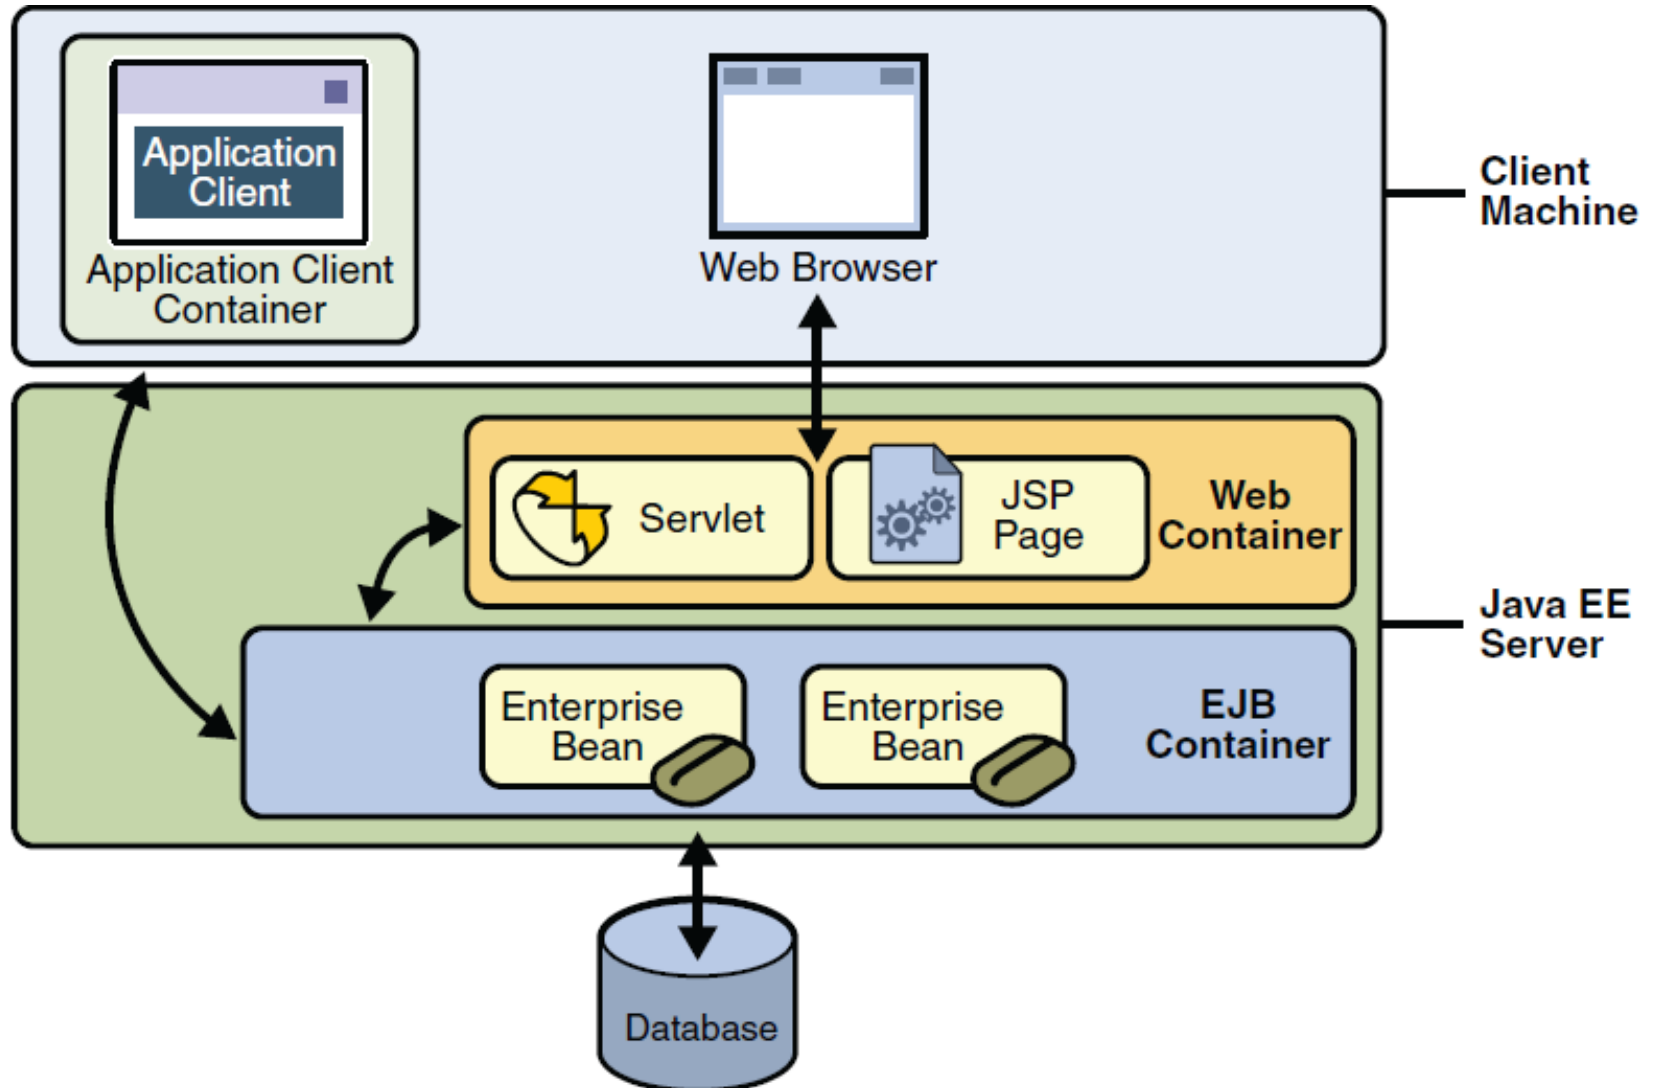 Application
Client
Application Client
Container
Web Browser
Client
Machine
Servlet
JSP
Page
Web
Container
Java EE
Server
Enterprise
Bean
Enterprise
Bean
EJB
Container
Database